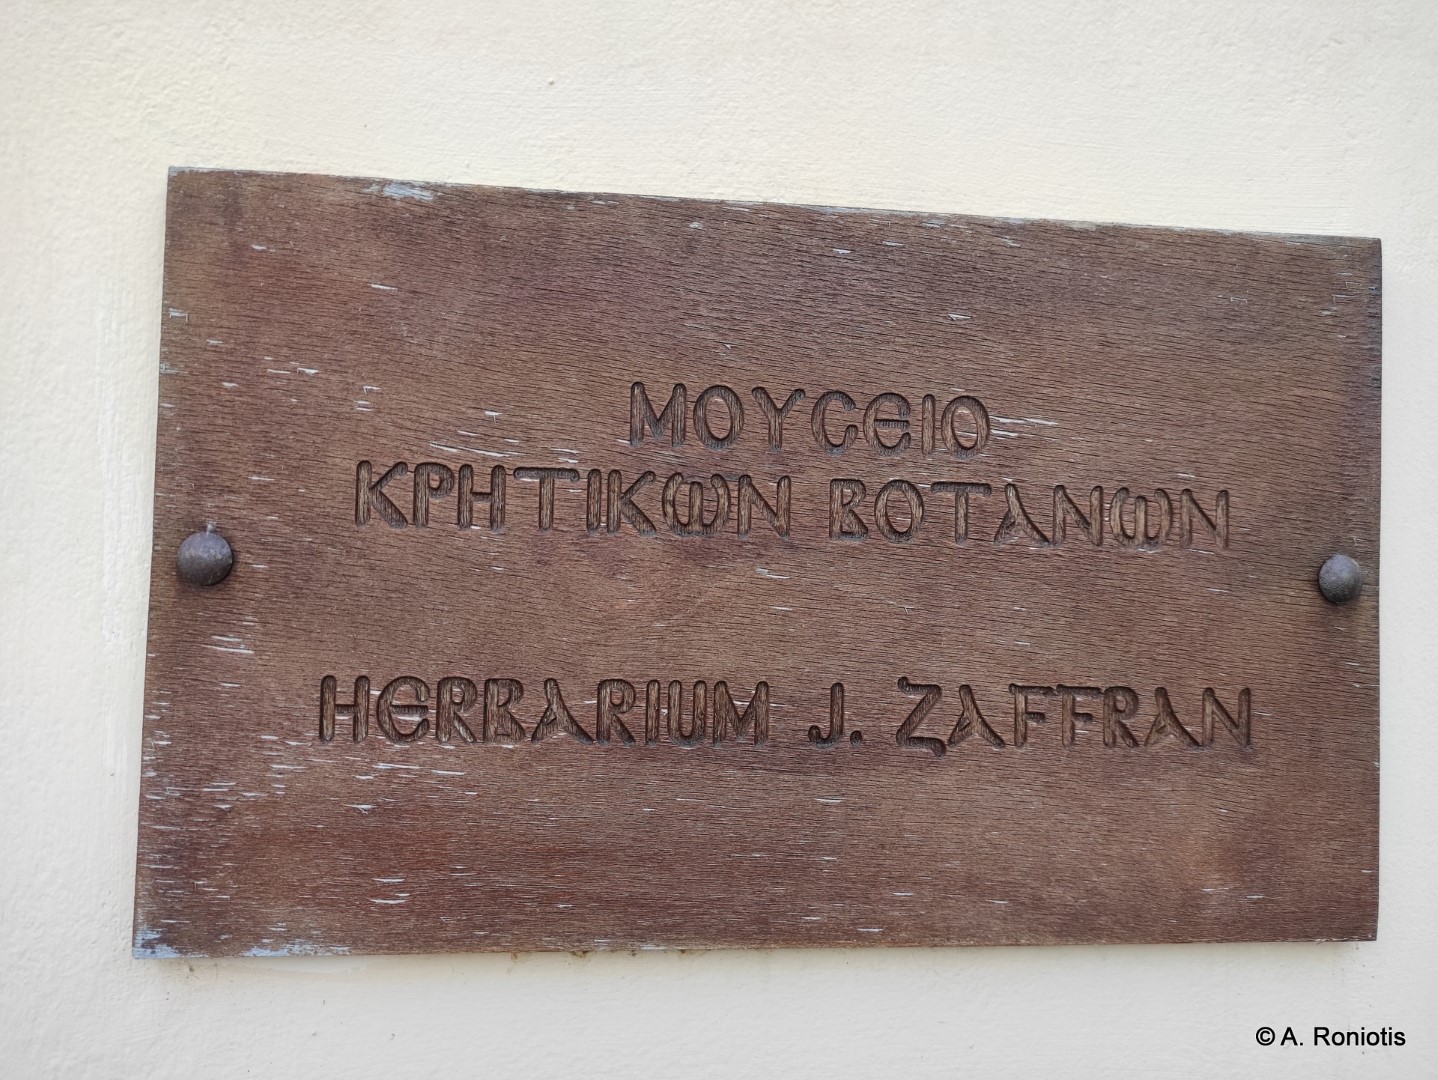 ΜΟΥϹΕΙΟ
ΚΡΗΤΙΚΩΝ ΒΟΤΑΝΩΝ
HERBARIUM J. ZAFFRAN
© A. Roniotis